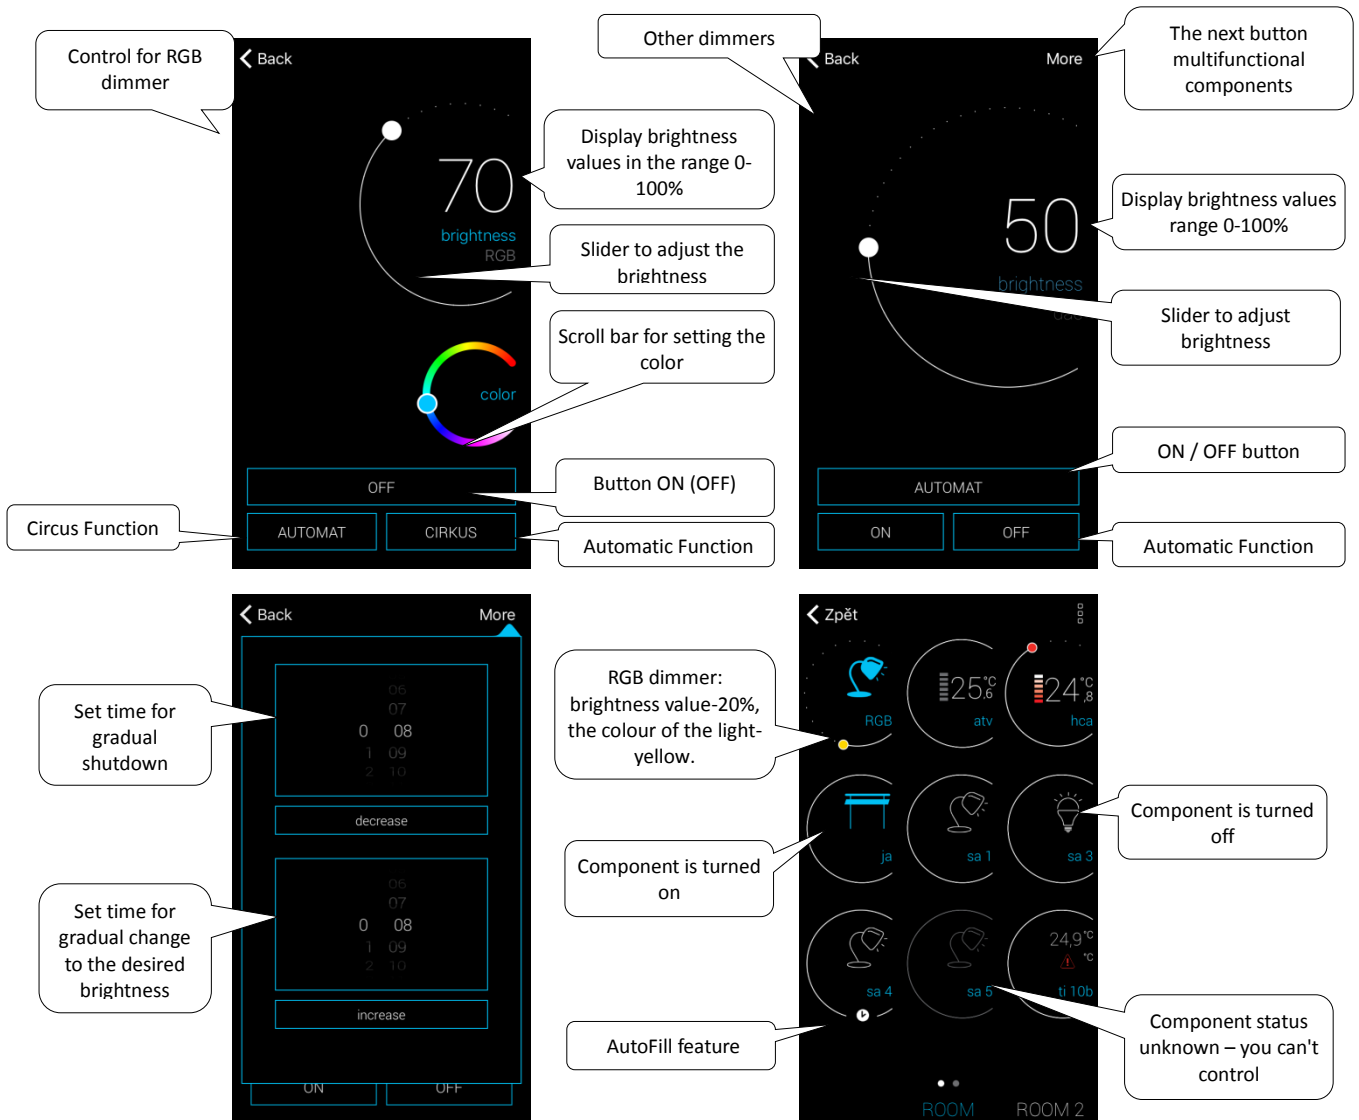 Control for RGB
dimmer
Back
70
brightness
RGB
color
OFF
AUTOMAT
CIRKUS
Display brightness
values in the range 0-
100%
Slider to adjust the
brightness
Scroll bar for setting the
color
Button ON (OFF)
Circus Function
Automatic Function
Other dimmers
Back
More
The next button
multifunctional
components
50
brightness
Display brightness values
range 0-100%
Slider to adjust
brightness
AUTOMAT
ON
OFF
ON / OFF button
Automatic Function
Back
More
06
07
0 08
1 09
2 10
decrease
06
07
0 08
1 09
2 10
increase
ON
OFF
Set time for
gradual
shutdown
Set time for
gradual change
to the desired
brightness
Zpět
RGB
25,6 °C
atv
24,8 °C
hca
ja
sa 1
sa 3
sa 4
sa 5
24,9 °C
°C
ti 10b
ROOM
ROOM 2
RGB dimmer:
brightness value-20%,
the colour of the light-
yellow.
Component is turned
on
Component is turned
off
AutoFill feature
Component status
unknown – you can't
control